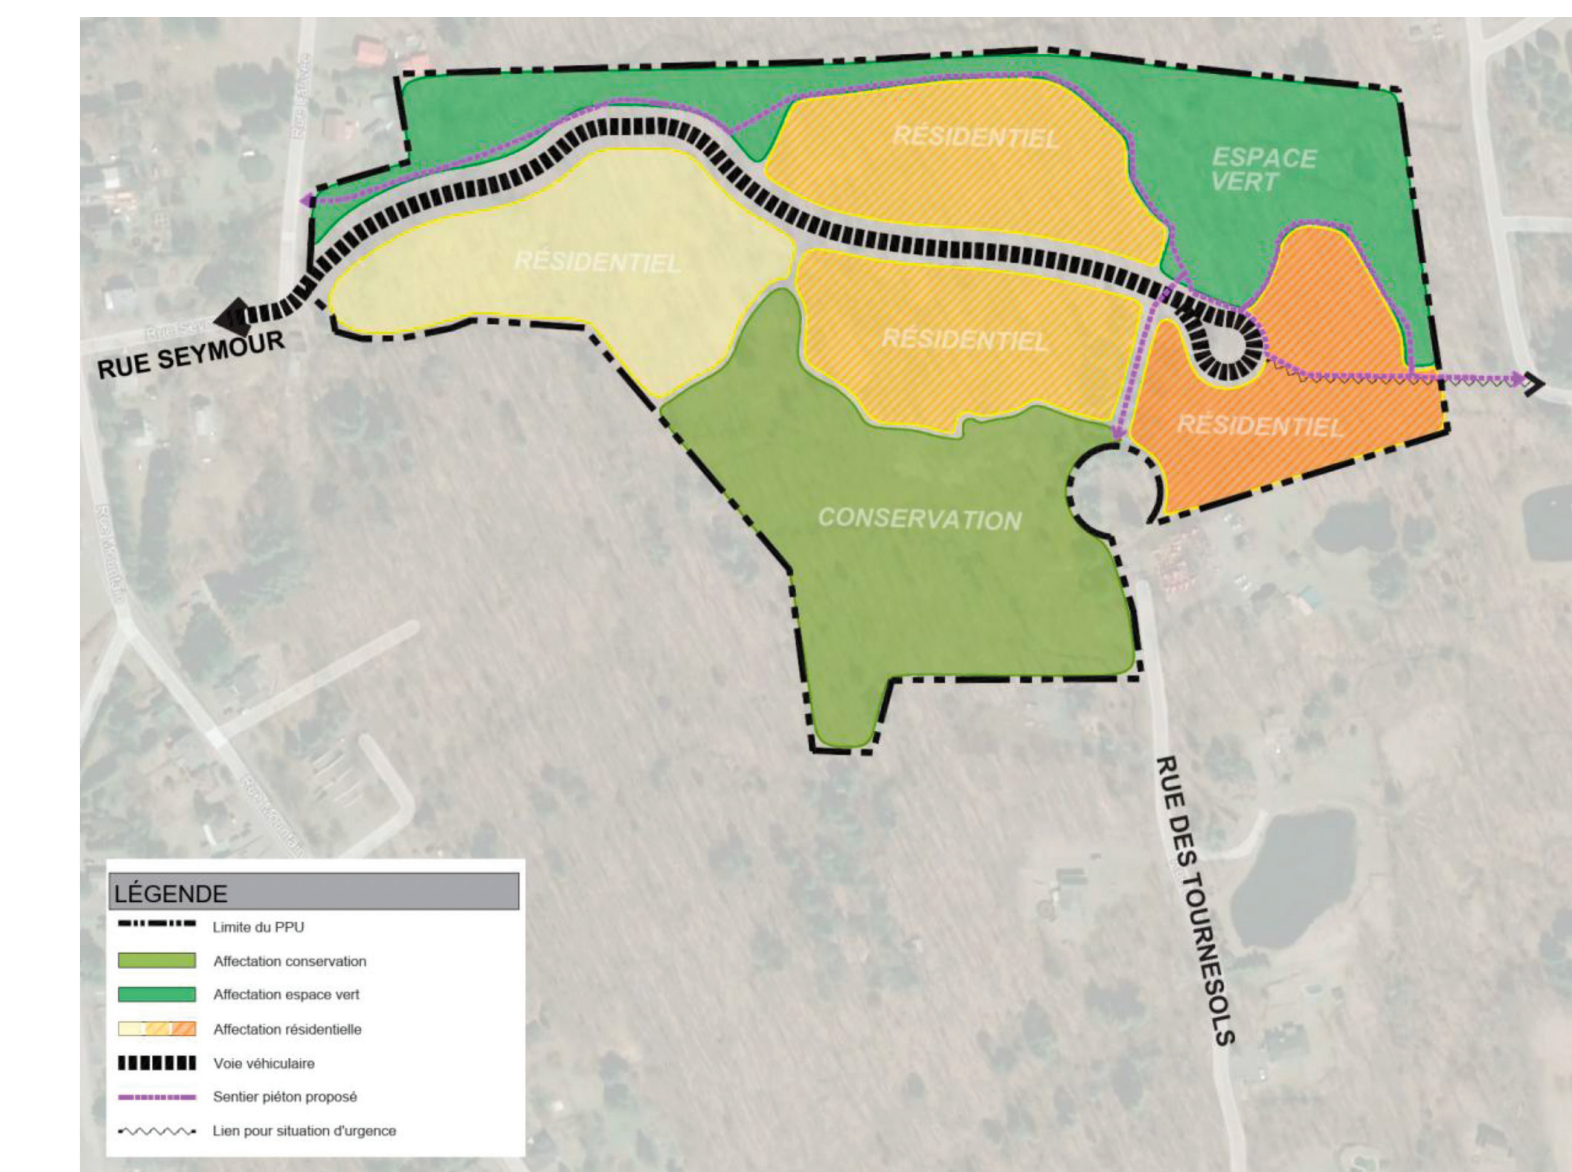 RÉSIDENTIEL
ESPACE
VERT
RÉSIDENTIEL
RÉSIDENTIEL
RUE SEYMOUR
RÉSIDENTIEL
CONSERVATION
RUE DES TOURNESOLS
LÉGENDE
Limite du PPU
Affectation conservation
Affectation espace vert
Affectation résidentielle
Voie véhiculaire
Sentier piéton proposé
Lien pour situation d'urgence